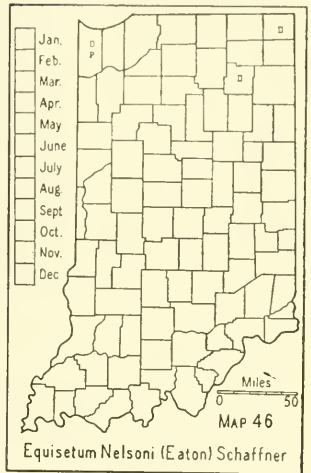 Jan.
Feb.
Mar.
Apr.
May
June
July
Aug.
Sept
Oct.
Nov.
Dec
D
P
D
D
Miles
0 50
MAP 46
Equisetum Nelsoni (Eaton) Schaffner